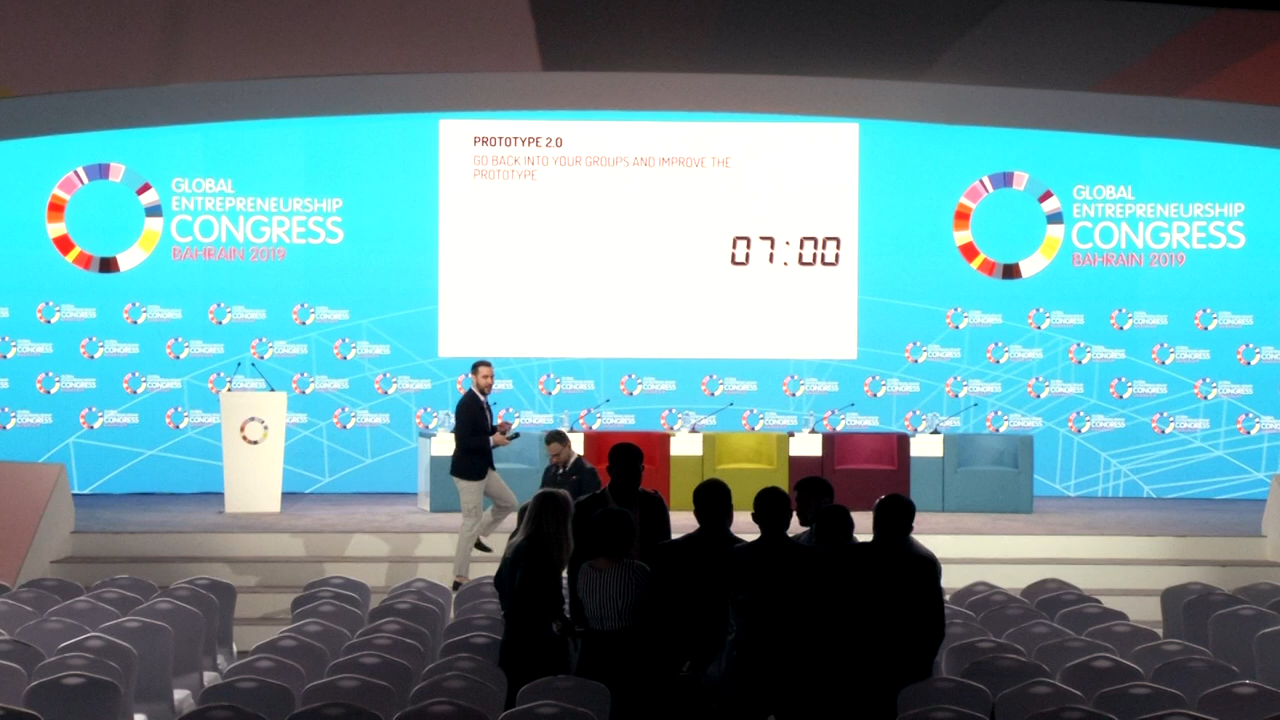 PROTOTYPE 2.0
GO BACK INTO YOUR GROUPS AND IMPROVE THE
PROTOTYPE
07:00
GLOBAL
ENTREPRENEURSHIP
CONGRESS
BAHRAIN 2019
GLOBAL
ENTREPRENEURSHIP
CONGRESS
BAHRAIN 2019